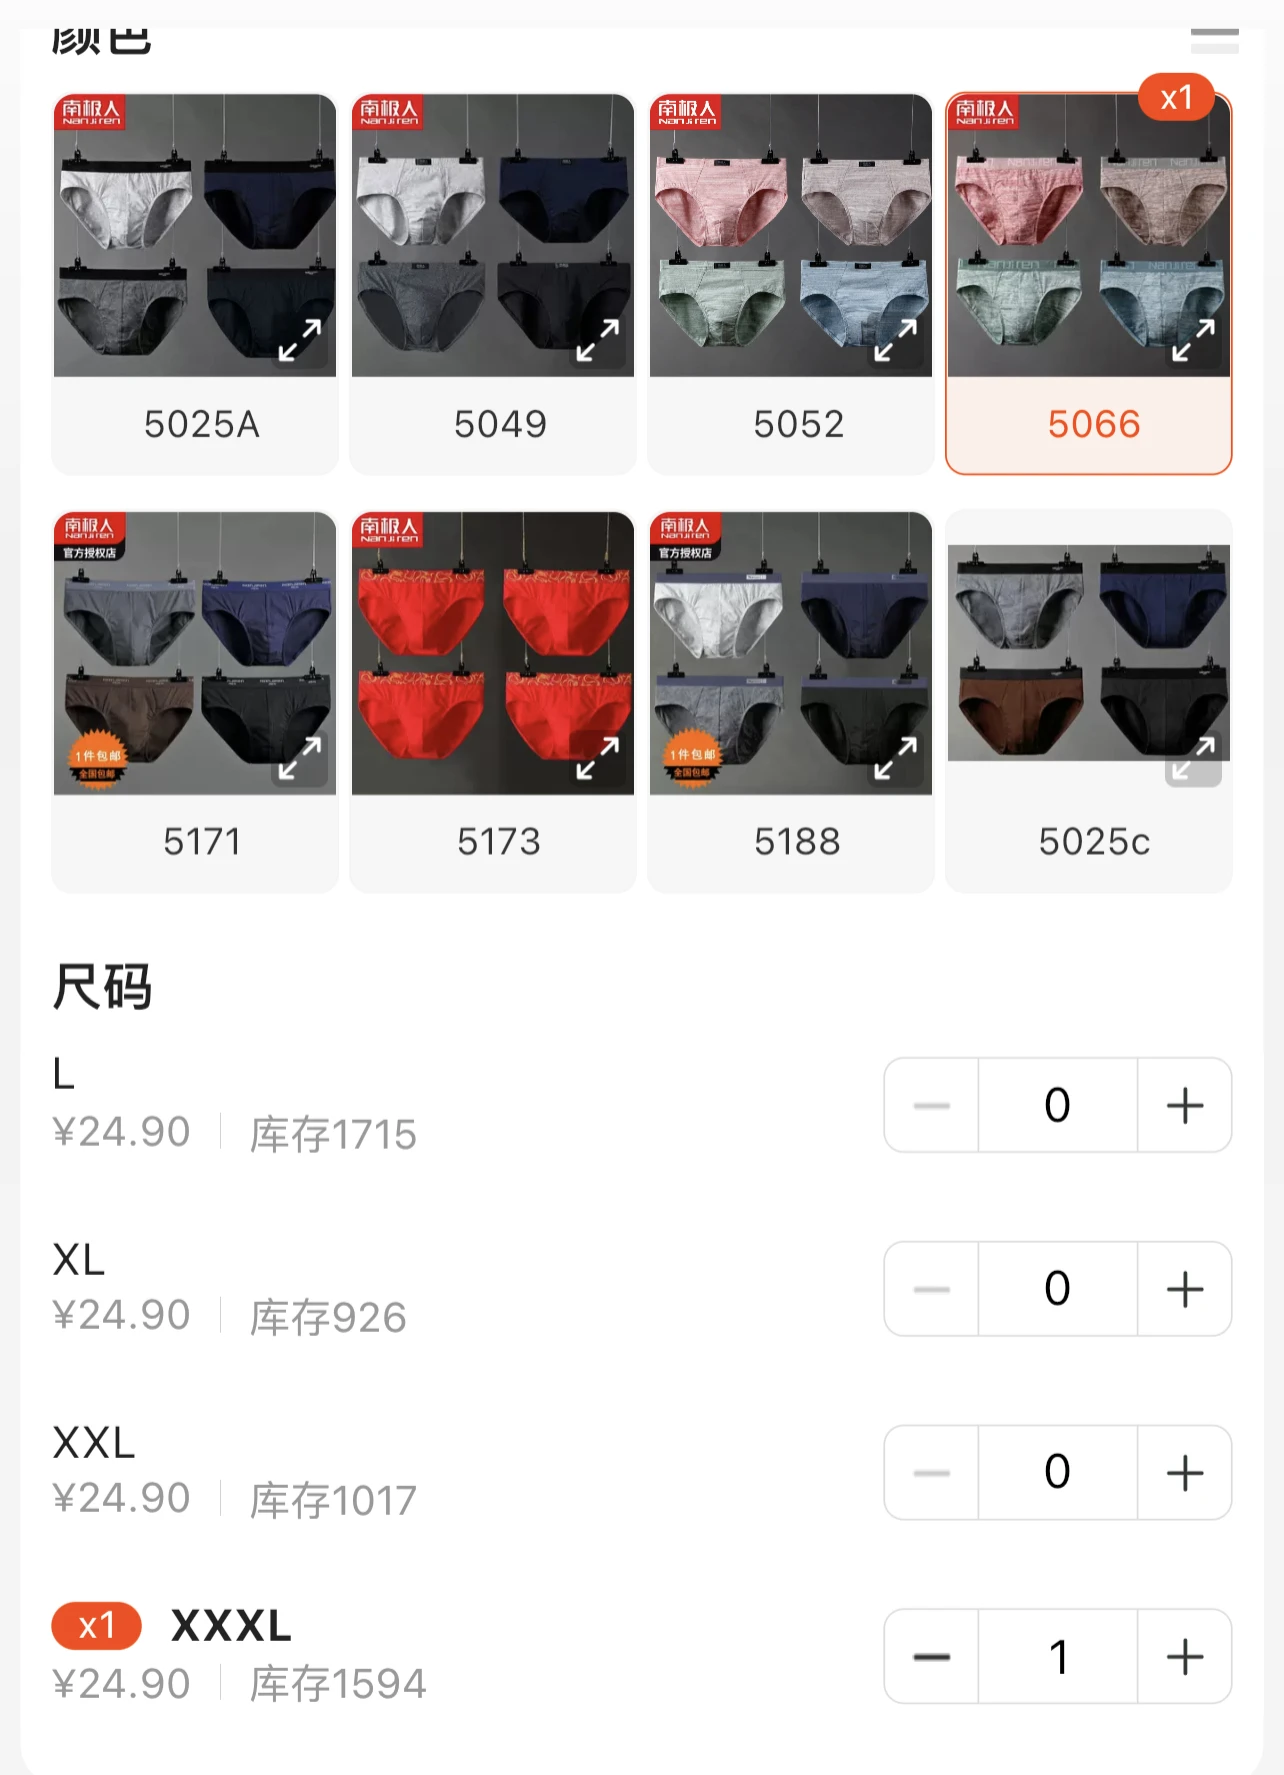 颜色
x1
南极人 南极人 南极人 南极人
Nanjiren Nanjiren Nanjiren Nanjiren
5025A 5049 5052 5066
南极人 南极人 南极人
Nanjiren Nanjiren Nanjiren
官方授权店 官方授权店
1件包邮 1件包邮
全国包邮 全国包邮
5171 5173 5188 5025c
尺码
L
¥24.90 库存1715
0
XL
¥24.90 库存926
0
XXL
¥24.90 库存1017
0
x1 XXXL
¥24.90 库存1594
1